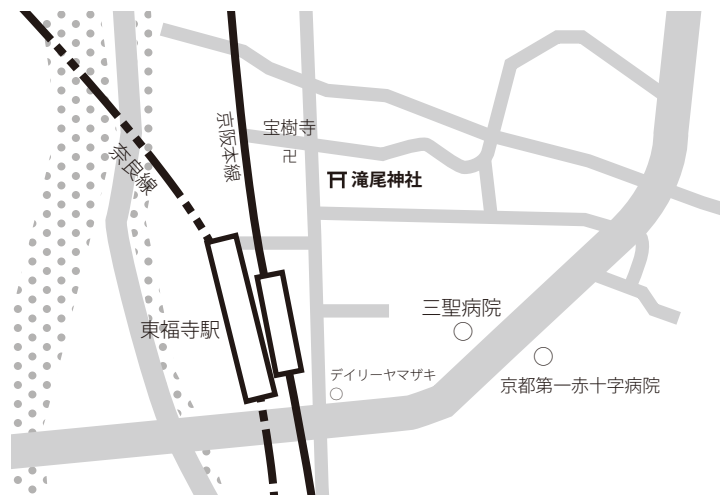 京阪本線
宝樹寺
卍
奈良線
滝尾神社
三聖病院
東福寺駅
デイリーヤマザキ
京都第一赤十字病院